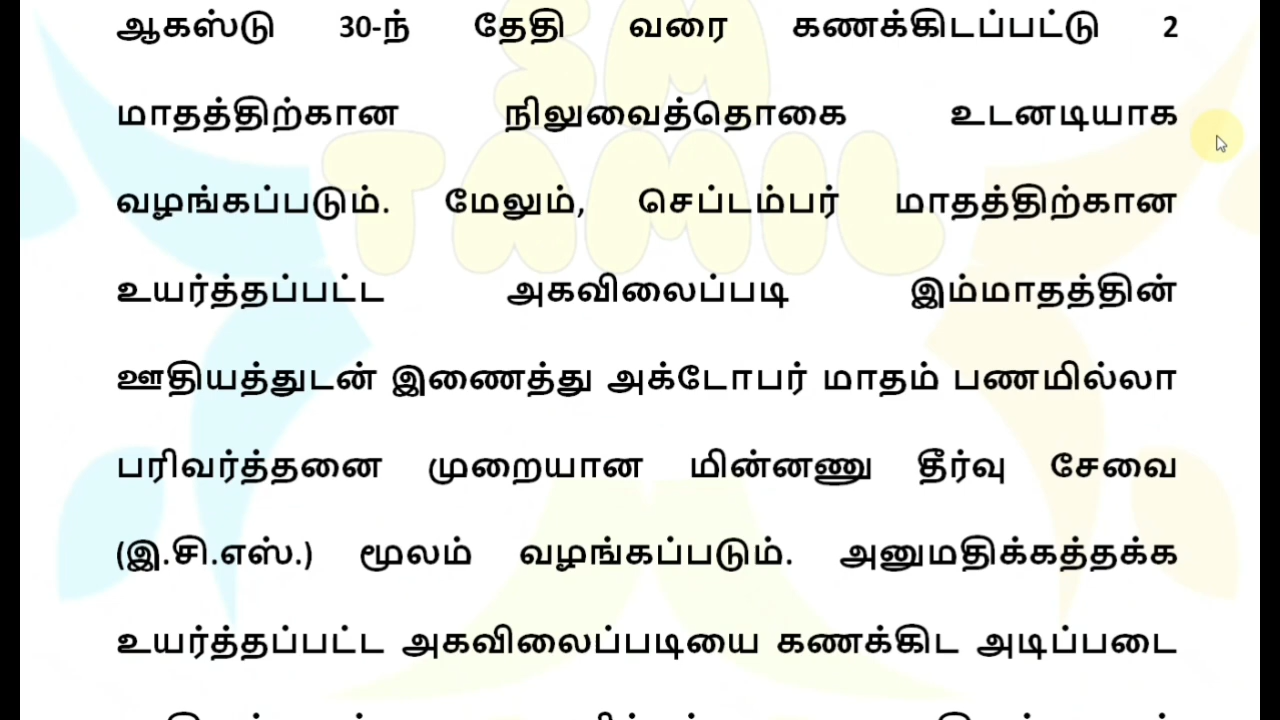 ஆகஸ்டு 30-ந் தேதி வரை கணக்கிடப்பட்டு 2
மாதத்திற்கான நிலுவைத்தொகை உடனடியாக
வழங்கப்படும். மேலும், செப்டம்பர் மாதத்திற்கான
உயர்த்தப்பட்ட அகவிலைப்படி இம்மாதத்தின்
ஊதியத்துடன் இணைத்து அக்டோபர் மாதம் பணமில்லா
பரிவர்த்தனை முறையான மின்னணு தீர்வு சேவை
(இ.சி.எஸ்.) மூலம் வழங்கப்படும். அனுமதிக்கத்தக்க
உயர்த்தப்பட்ட அகவிலைப்படியை கணக்கிட அடிப்படை
SM
TAMIL